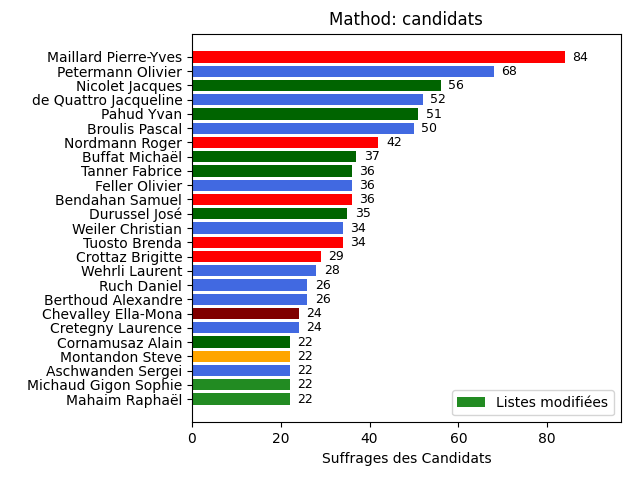 Mathod: candidats
Maillard Pierre-Yves 84
Petermann Olivier 68
Nicolet Jacques 56
de Quattro Jacqueline 52
Pahud Yvan 51
Broulis Pascal 50
Nordmann Roger 42
Buffat Michaël 37
Tanner Fabrice 36
Feller Olivier 36
Bendahan Samuel 36
Durussel José 35
Weiler Christian 34
Tuosto Brenda 34
Crottaz Brigitte 29
Wehrli Laurent 28
Ruch Daniel 26
Berthoud Alexandre 26
Chevalley Ella-Mona 24
Cretegny Laurence 24
Cornamusaz Alain 22
Montandon Steve 22
Aschwanden Sergei 22
Michaud Gigon Sophie 22
Mahaim Raphaël 22
Listes modifiées
0 20 40 60 80
Suffrages des Candidats